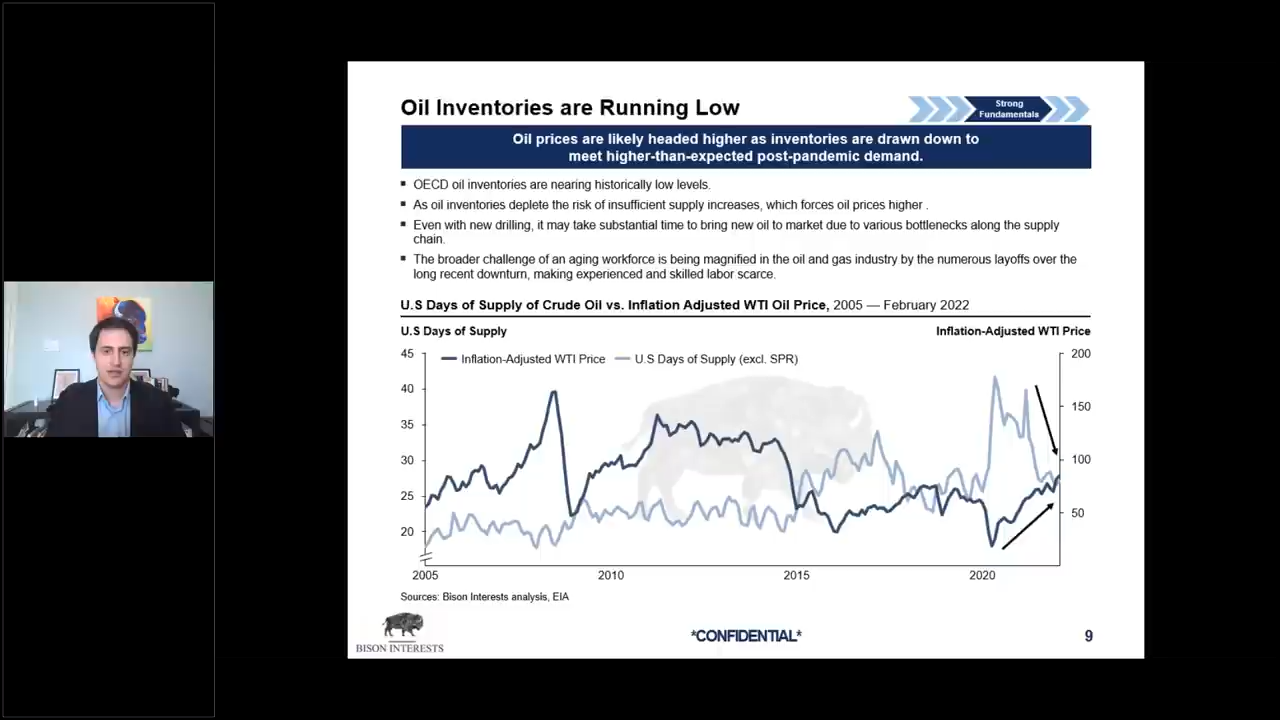 Oil Inventories are Running Low
Strong
Fundamentals
Oil prices are likely headed higher as inventories are drawn down to
meet higher-than-expected post-pandemic demand.
▪ OECD oil inventories are nearing historically low levels.
▪ As oil inventories deplete the risk of insufficient supply increases, which forces oil prices higher .
▪ Even with new drilling, it may take substantial time to bring new oil to market due to various bottlenecks along the supply
chain.
▪ The broader challenge of an aging workforce is being magnified in the oil and gas industry by the numerous layoffs over the
long recent downturn, making experienced and skilled labor scarce.
U.S Days of Supply of Crude Oil vs. Inflation Adjusted WTI Oil Price, 2005 — February 2022
U.S Days of Supply
Inflation-Adjusted WTI Price
Inflation-Adjusted WTI Price
U.S Days of Supply (excl. SPR)
45
40
35
30
25
20
200
150
100
50
2005
2010
2015
2020
Sources: Bison Interests analysis, EIA
BISON INTERESTS
*CONFIDENTIAL*
9